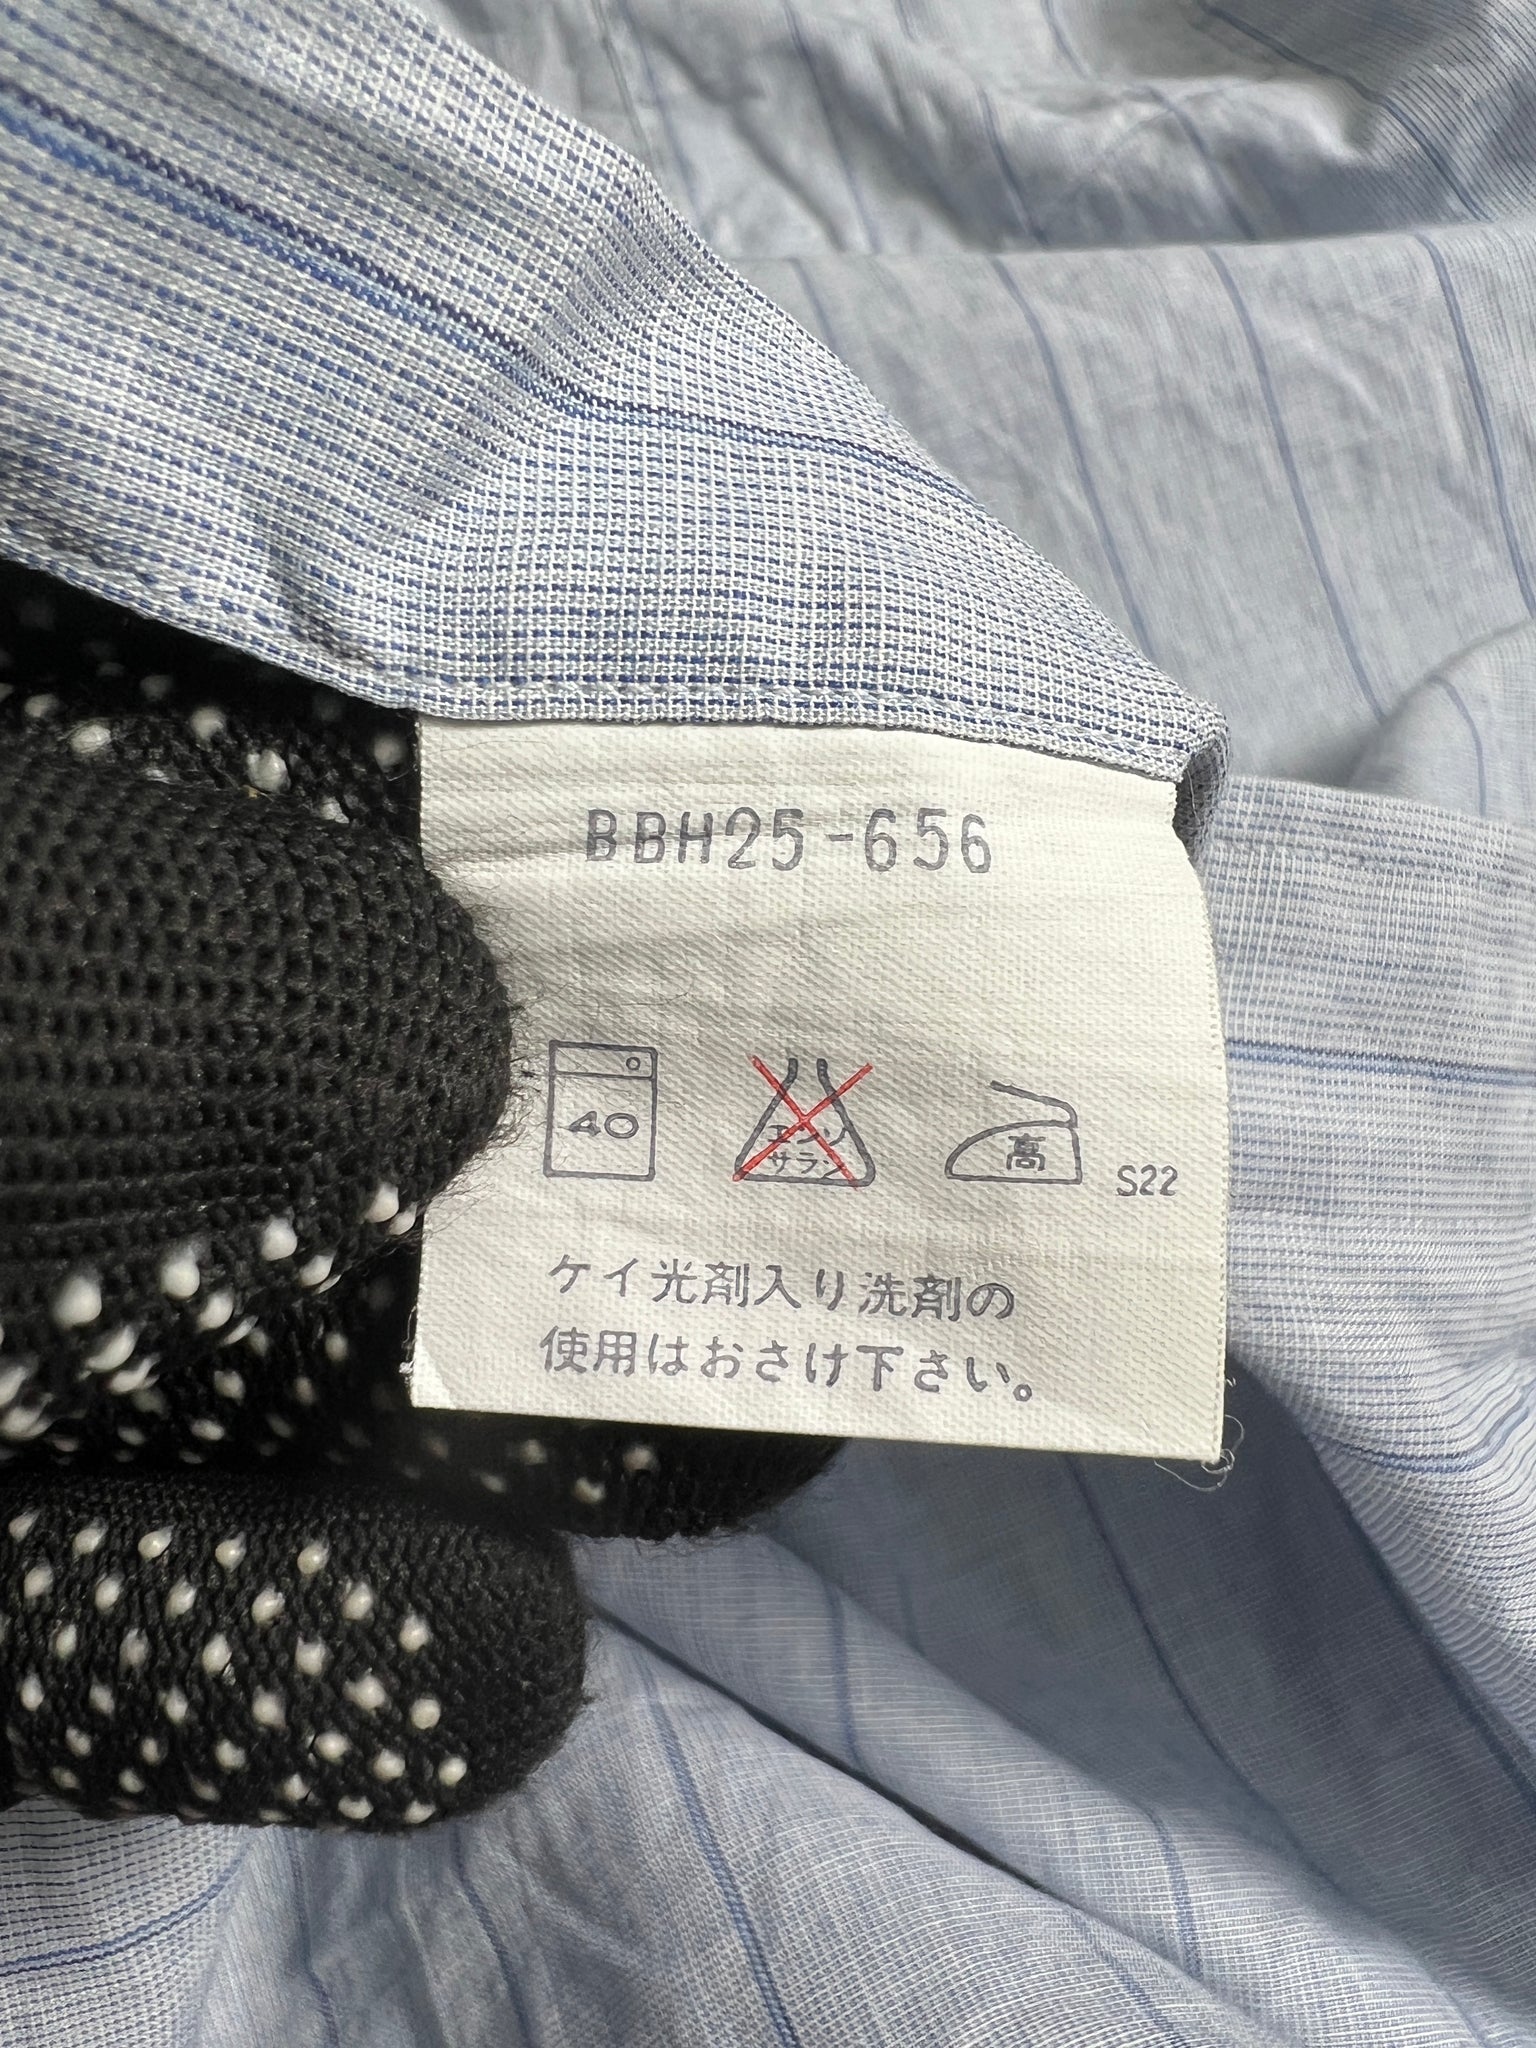 BBH25-656
40
エンソ
サラシ
高
S22
ケイ光剤入り洗剤の
使用はおさけ下さい。